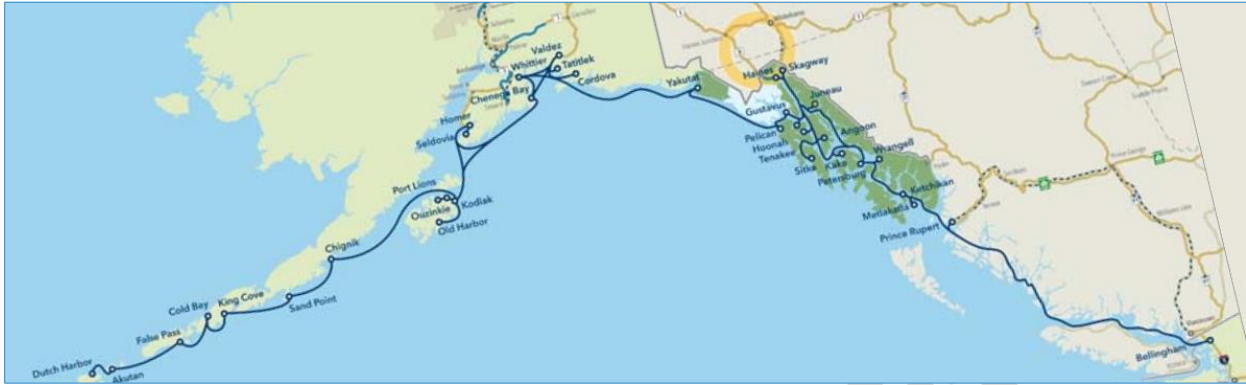 Valdez
Whittier
Tatitlek
Cordova
Chenega Bay
Homer
Seldovia
Yakutat
Haines
Skagway
Gustavus
Juneau
Pelican
Hoonah
Tenakee
Angoon
Sitka
Kake
Wrangell
Petersburg
Ketchikan
Metlakatla
Prince Rupert
Port Lions
Ouzinkie
Kodiak
Old Harbor
Chignik
Sand Point
King Cove
Cold Bay
False Pass
Dutch Harbor
Akutan
Bellingham